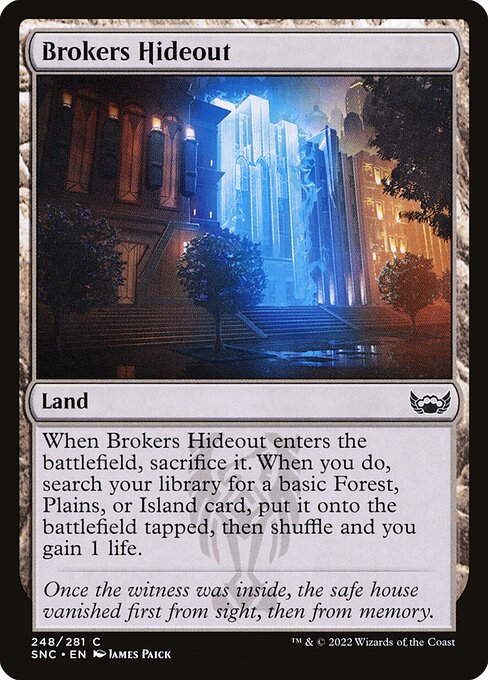 Brokers Hideout
Land
When Brokers Hideout enters the
battlefield, sacrifice it. When you do,
search your library for a basic Forest,
Plains, or Island card, put it onto the
battlefield tapped, then shuffle and you
gain 1 life.
Once the witness was inside, the safe house
vanished first from sight, then from memory.
248/281 C
SNC • EN James Paick
™ & © 2022 Wizards of the Coast